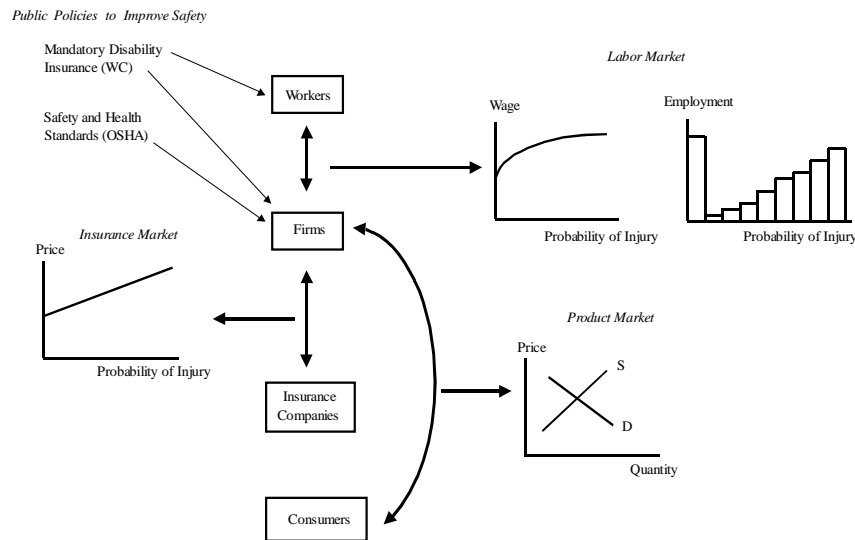 Public Policies to Improve Safety
Mandatory Disability
Insurance (WC)
Safety and Health
Standards (OSHA)
Workers
Firms
Insurance
Companies
Consumers
Labor Market
Wage
Probability of Injury
Employment
Probability of Injury
Insurance Market
Price
Probability of Injury
Product Market
Price
S
D
Quantity